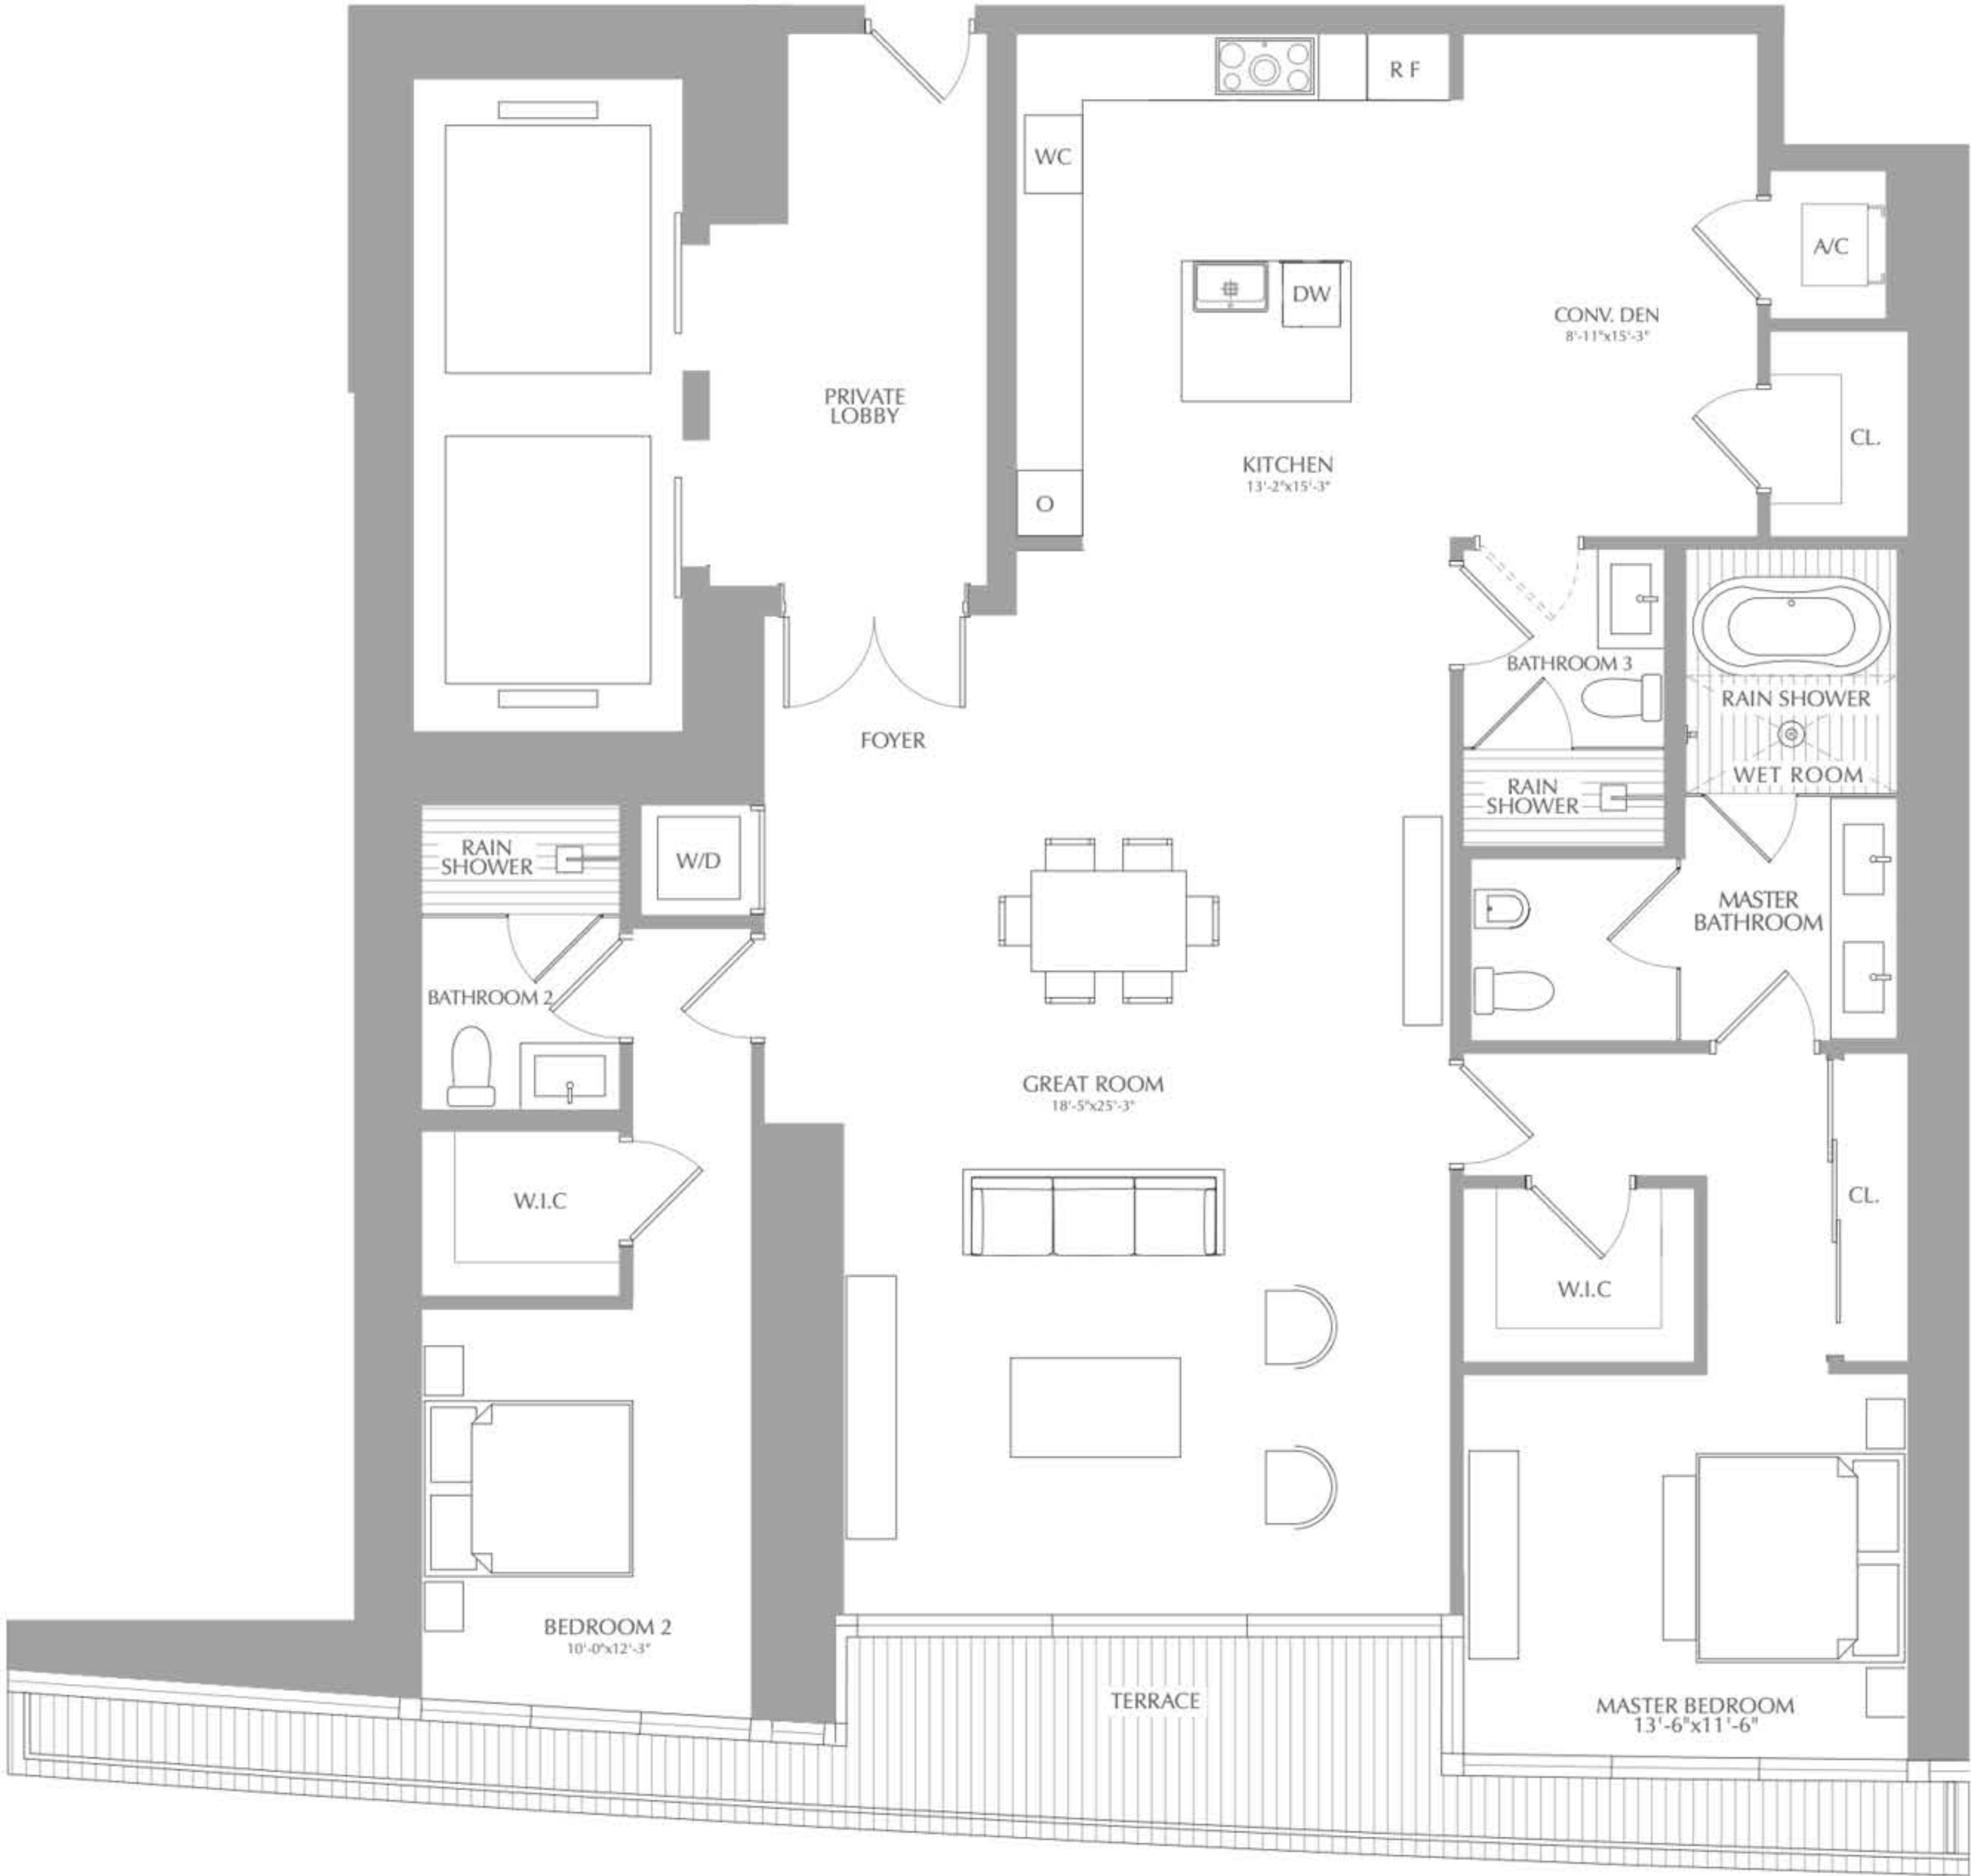 R F
WC
A/C
DW
CONV. DEN
8'-11"x15'-3"
PRIVATE
LOBBY
CL.
KITCHEN
13'-2"x15'-3"
O
BATHROOM 3
RAIN SHOWER
FOYER
WET ROOM
RAIN
SHOWER
RAIN
SHOWER
W/D
MASTER
BATHROOM
BATHROOM 2
GREAT ROOM
18'-5"x25'-3"
W.I.C
CL.
W.I.C
BEDROOM 2
10'-0"x12'-3"
TERRACE
MASTER BEDROOM
13'-6"x11'-6"